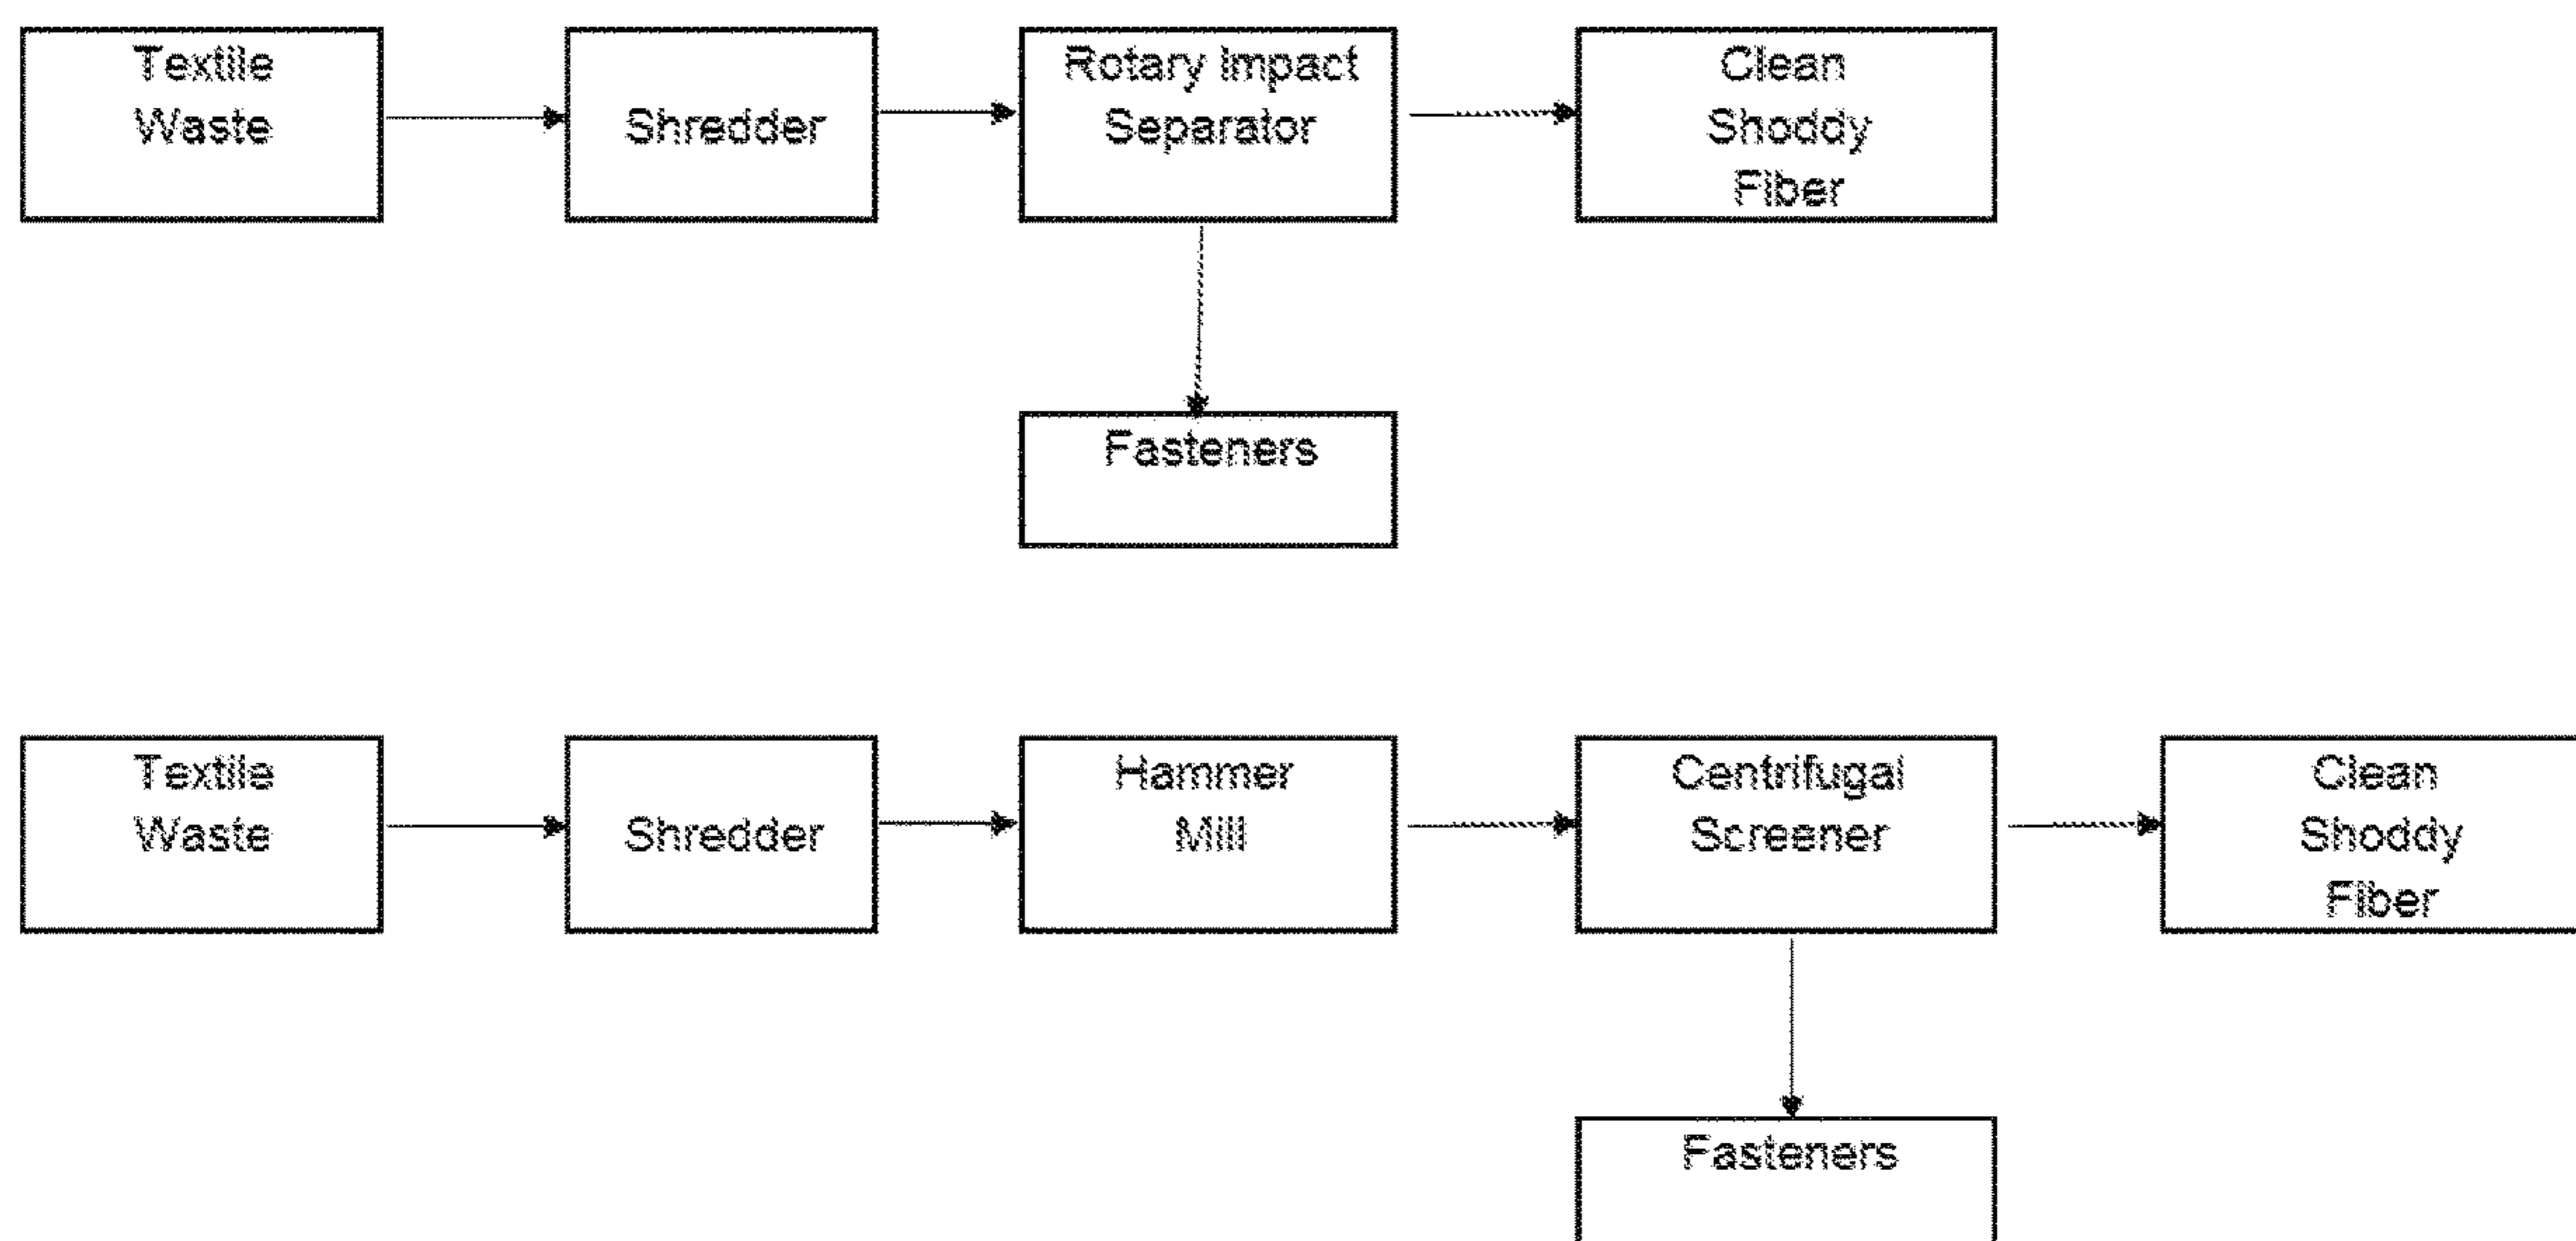 Textile
Waste
Shredder
Rotary Impact
Separator
Clean
Shoddy
Fiber
Fasteners
Textile
Waste
Shredder
Hammer
Mill
Centrifugal
Screener
Clean
Shoddy
Fiber
Fasteners